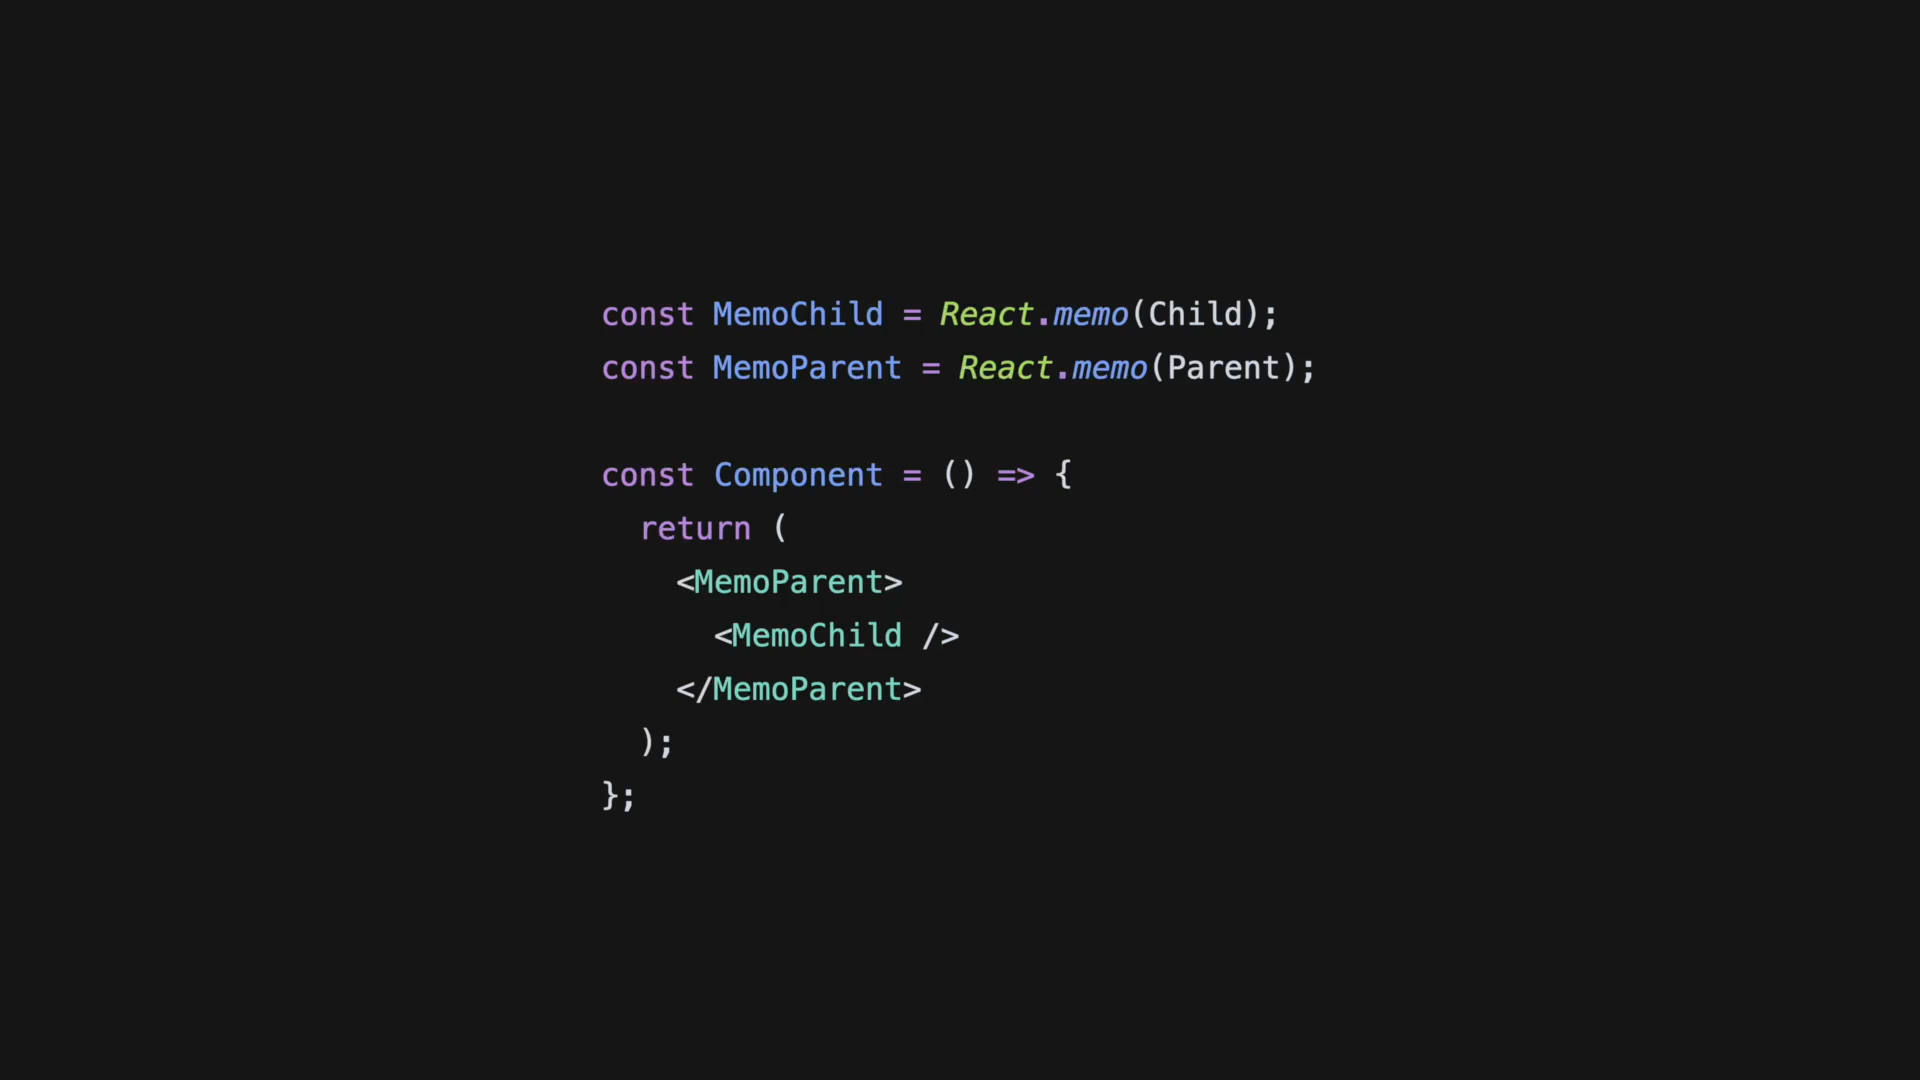 const MemoChild = React.memo(Child);
const MemoParent = React.memo(Parent);
const Component = () => {
return (
<MemoParent>
<MemoChild />
</MemoParent>
);
};